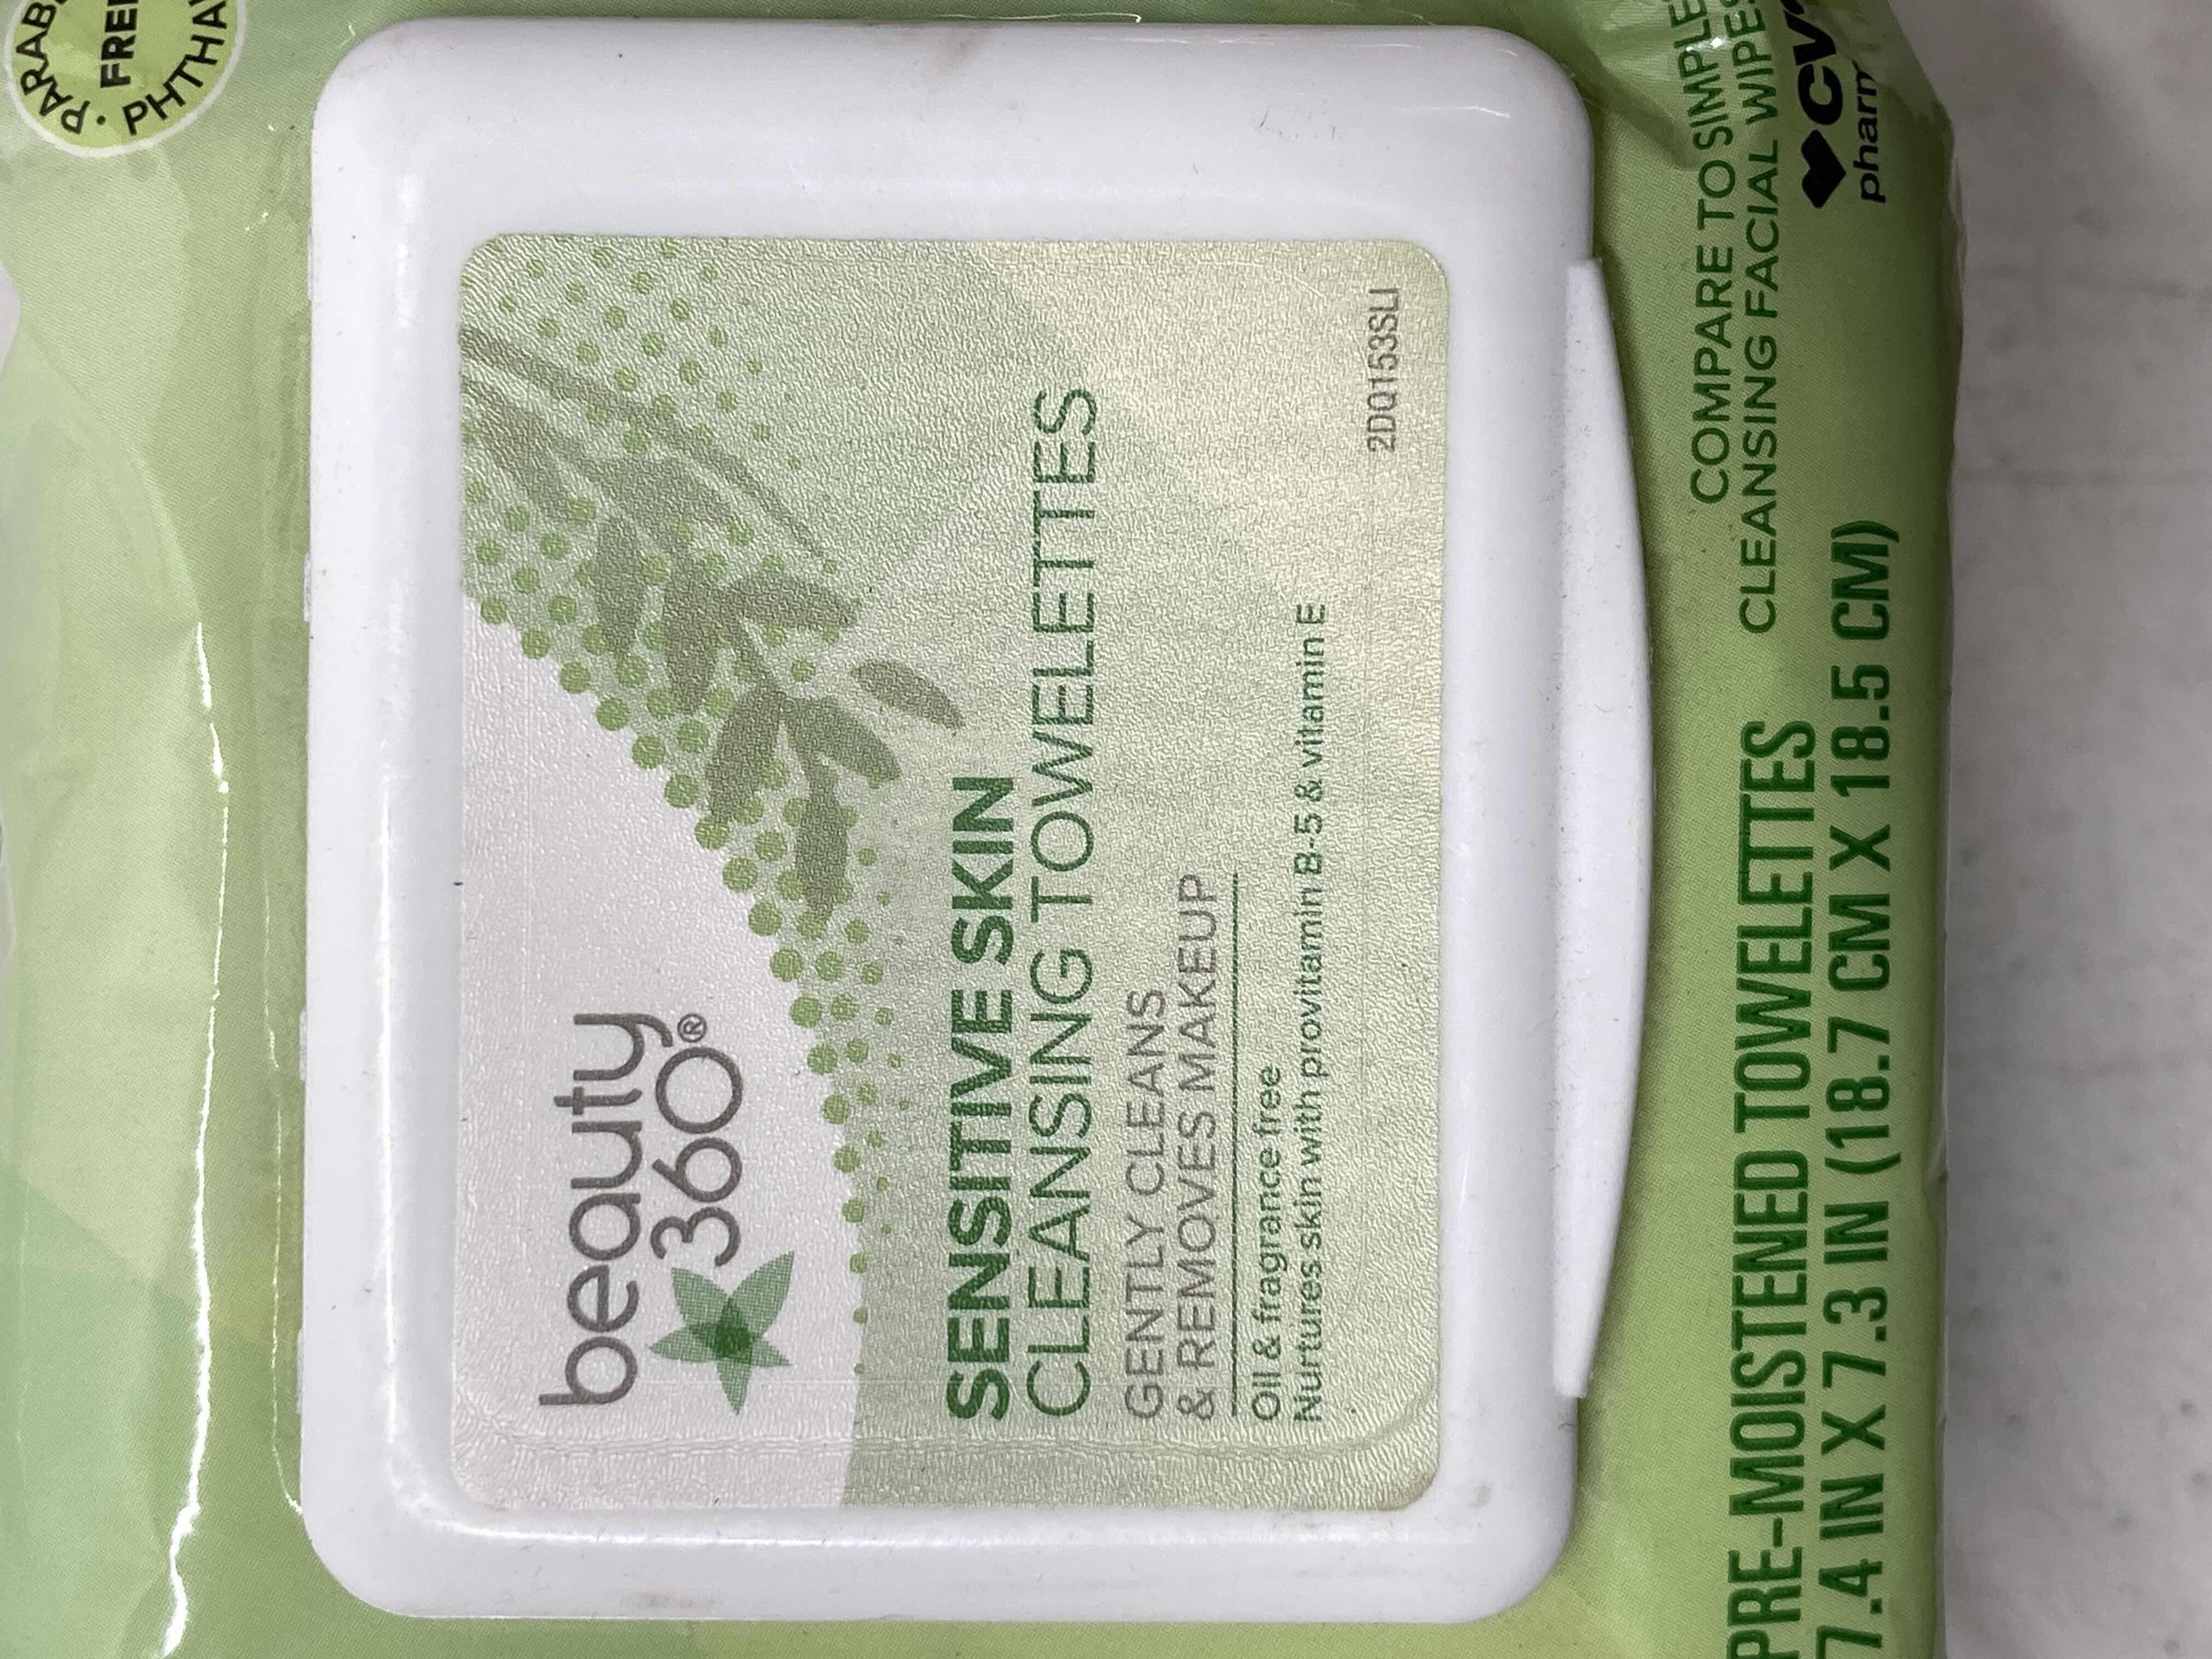 PARAB
FREE
PHTHA
beauty
360®
SENSITIVE SKIN
CLEANSING TOWELETTES
GENTLY CLEANS
& REMOVES MAKEUP
Oil & fragrance free
Nurtures skin with provitamin B-5 & vitamin E
2DQ153SLI
COMPARE TO SIMPLE
CLEANSING FACIAL WIPES
CVS
pharm
PRE-MOISTENED TOWELETTES
7.4 IN X 7.3 IN (18.7 CM X 18.5 CM)